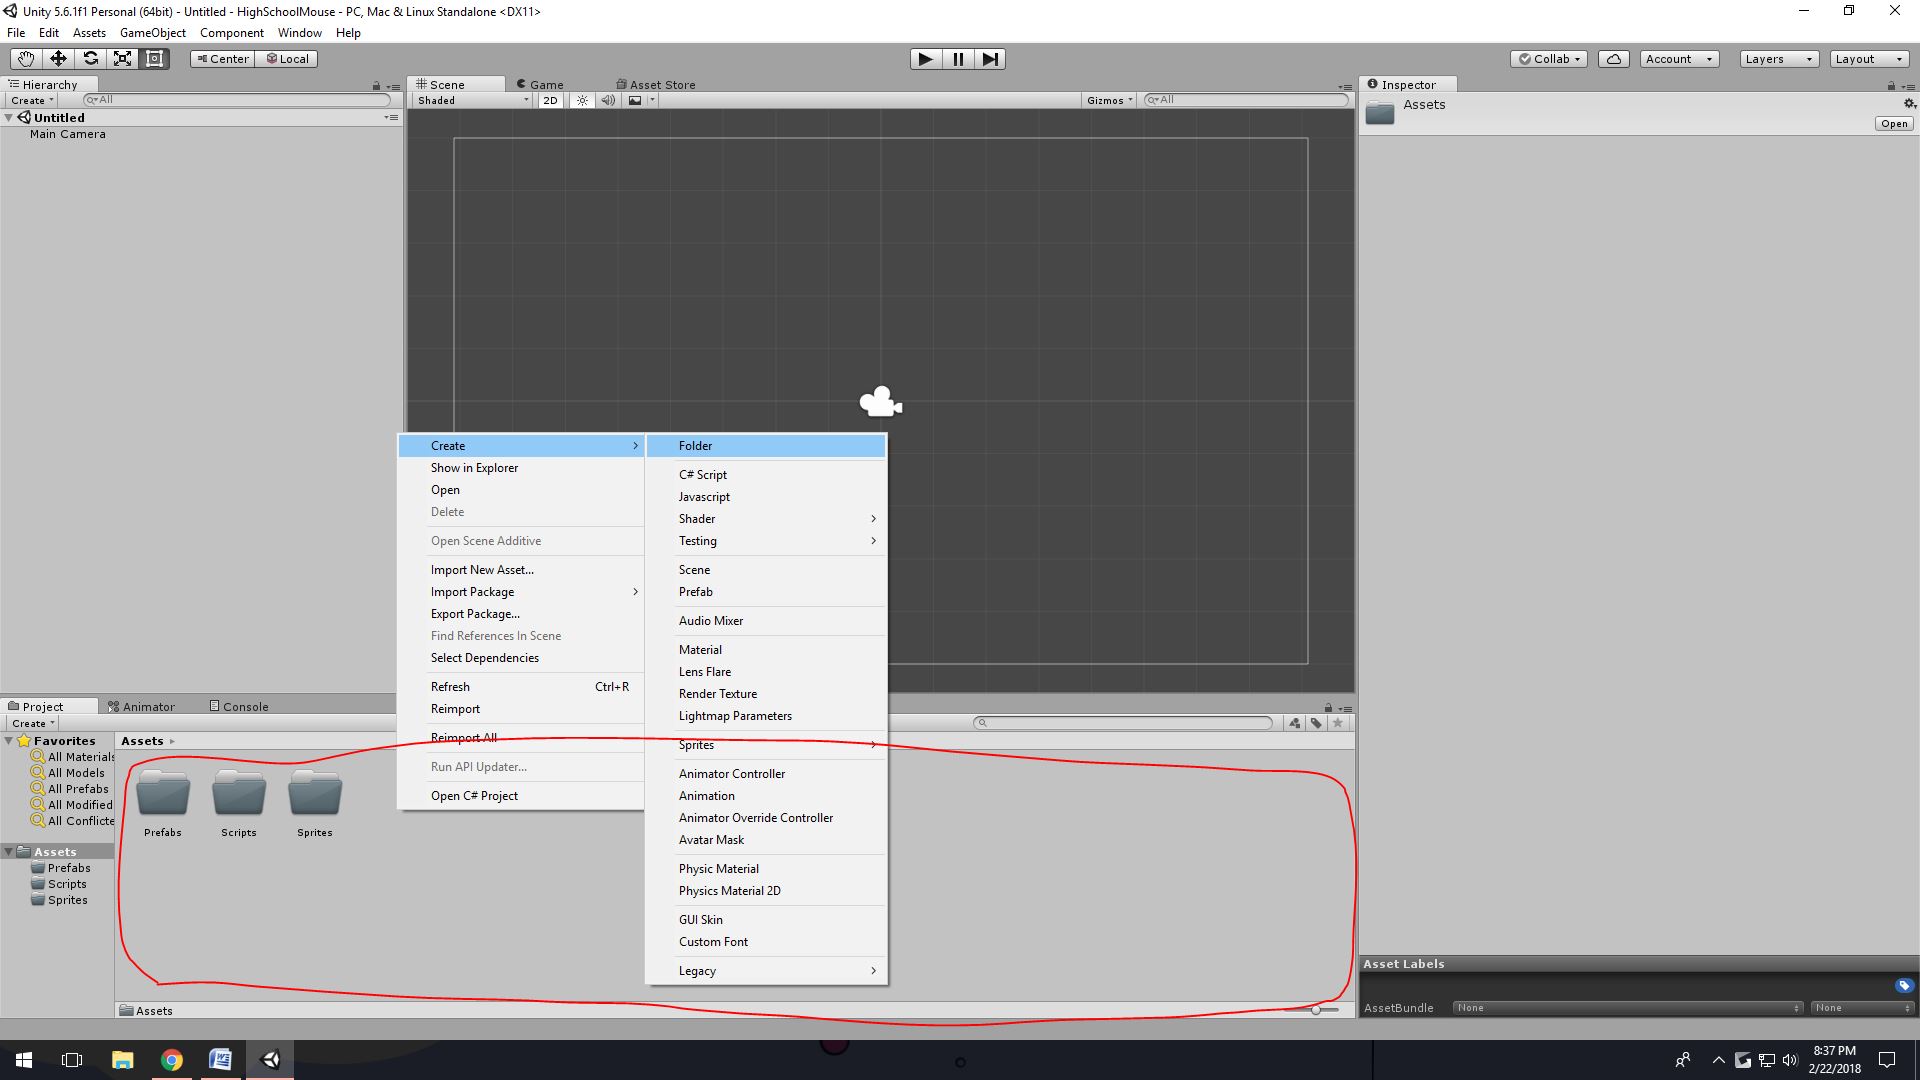 Unity 5.6.1f1 Personal (64bit) - Untitled - HighSchoolMouse - PC, Mac & Linux Standalone <DX11>
File Edit Assets GameObject Component Window Help
Center Local
Collab Account Layers Layout
Hierarchy
Create All
Untitled
Main Camera
Scene Game Asset Store
Shaded 2D Gizmos All
Inspector
Assets
Open
Create
Show in Explorer
Open
Delete
Open Scene Additive
Import New Asset...
Import Package
Export Package...
Find References In Scene
Select Dependencies
Refresh Ctrl+R
Reimport
Reimport All
Run API Updater...
Open C# Project
Folder
C# Script
Javascript
Shader
Testing
Scene
Prefab
Audio Mixer
Material
Lens Flare
Render Texture
Lightmap Parameters
Sprites
Animator Controller
Animation
Animator Override Controller
Avatar Mask
Physic Material
Physics Material 2D
GUI Skin
Custom Font
Legacy
Project Animator Console
Create
Favorites
All Materials
All Models
All Prefabs
All Modified
All Conflicte
Assets
Prefabs
Scripts
Sprites
Assets
Prefabs Scripts Sprites
Assets
Asset Labels
AssetBundle None None
8:37 PM
2/22/2018